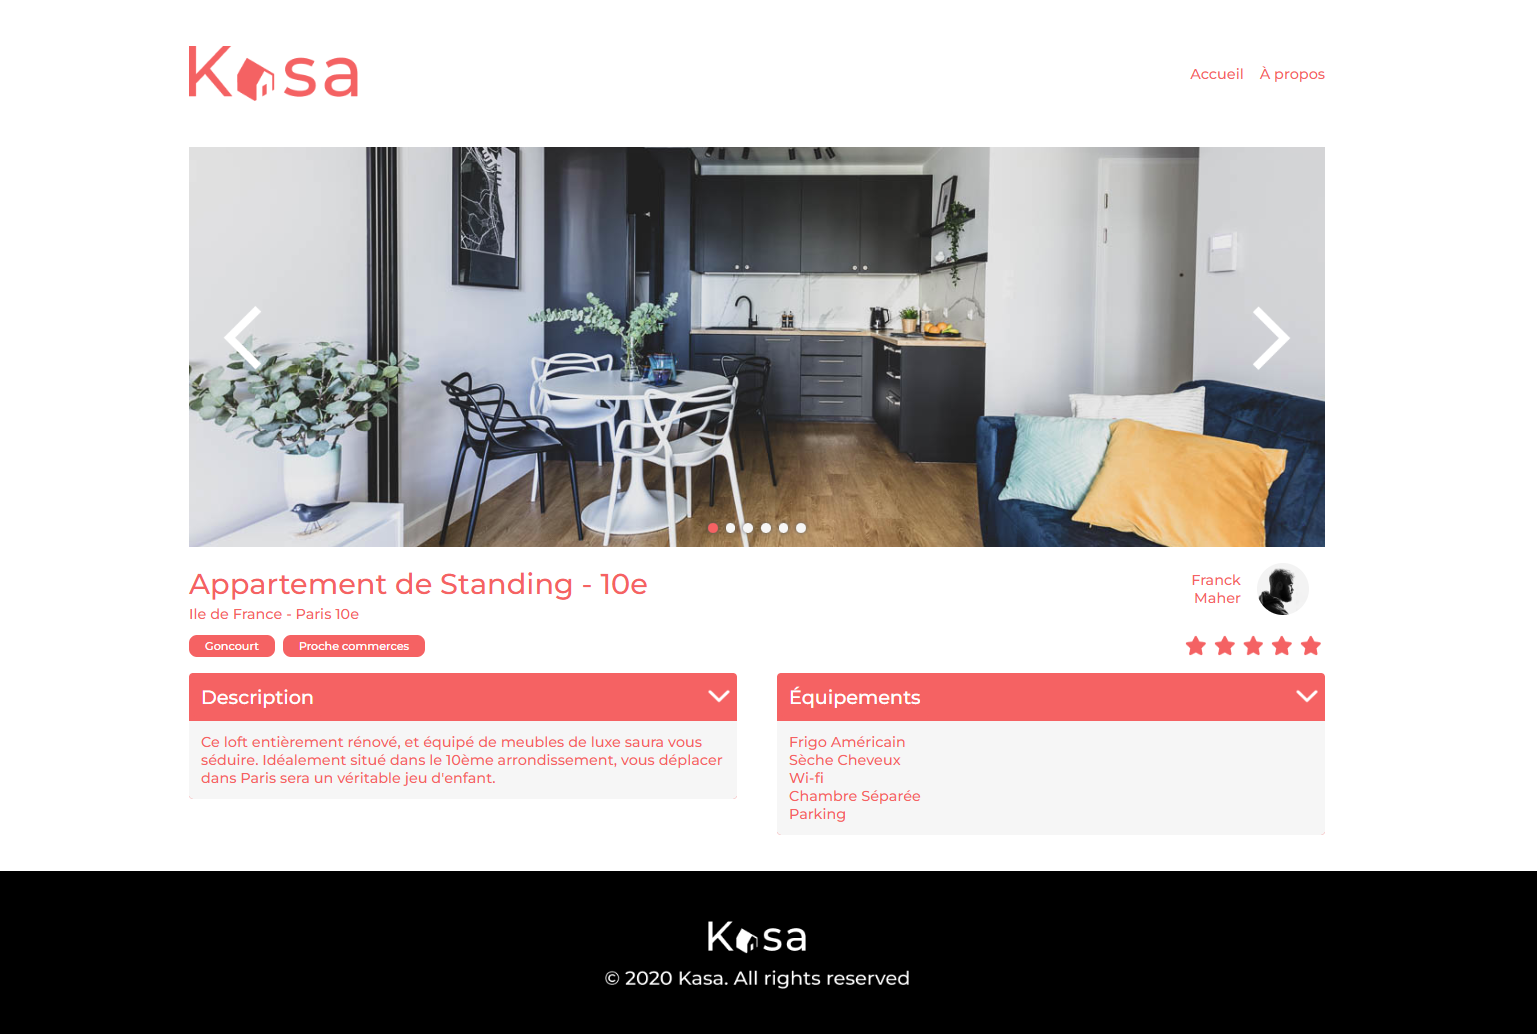 Kasa
Accueil À propos
Appartement de Standing - 10e
Ile de France - Paris 10e
Franck
Maher
Goncourt Proche commerces
Description
Ce loft entièrement rénové, et équipé de meubles de luxe saura vous
séduire. Idéalement situé dans le 10ème arrondissement, vous déplacer
dans Paris sera un véritable jeu d'enfant.
Équipements
Frigo Américain
Sèche Cheveux
Wi-fi
Chambre Séparée
Parking
Kasa
© 2020 Kasa. All rights reserved